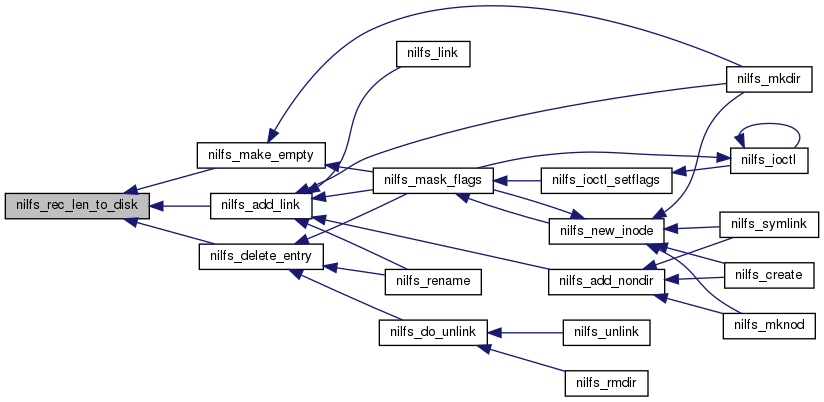 nilfs_link
nilfs_mkdir
nilfs_make_empty
nilfs_ioctl
nilfs_mask_flags
nilfs_ioctl_setflags
nilfs_rec_len_to_disk
nilfs_add_link
nilfs_symlink
nilfs_new_inode
nilfs_delete_entry
nilfs_create
nilfs_rename
nilfs_add_nondir
nilfs_mknod
nilfs_do_unlink
nilfs_unlink
nilfs_rmdir